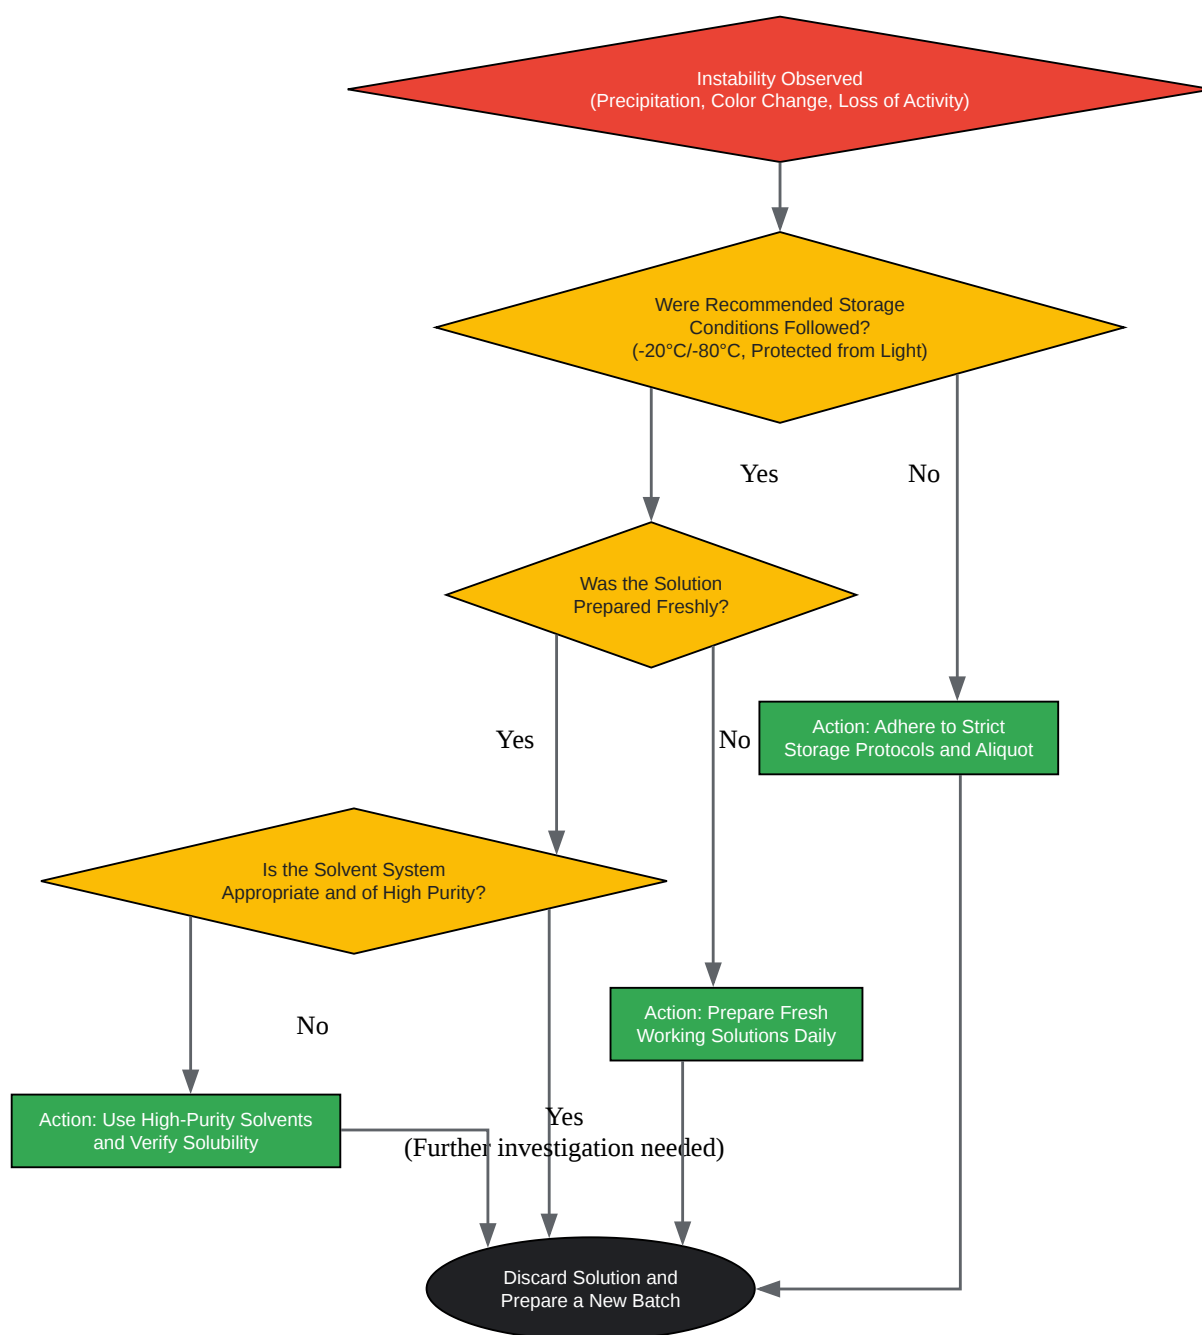 Instability Observed
(Precipitation, Color Change, Loss of Activity)
Were Recommended Storage
Conditions Followed?
(-20°C/-80°C, Protected from Light)
Yes
No
Was the Solution
Prepared Freshly?
Yes
No
Action: Adhere to Strict
Storage Protocols and Aliquot
Is the Solvent System
Appropriate and of High Purity?
No
Action: Prepare Fresh
Working Solutions Daily
Action: Use High-Purity Solvents
and Verify Solubility
Yes
(Further investigation needed)
Discard Solution and
Prepare a New Batch